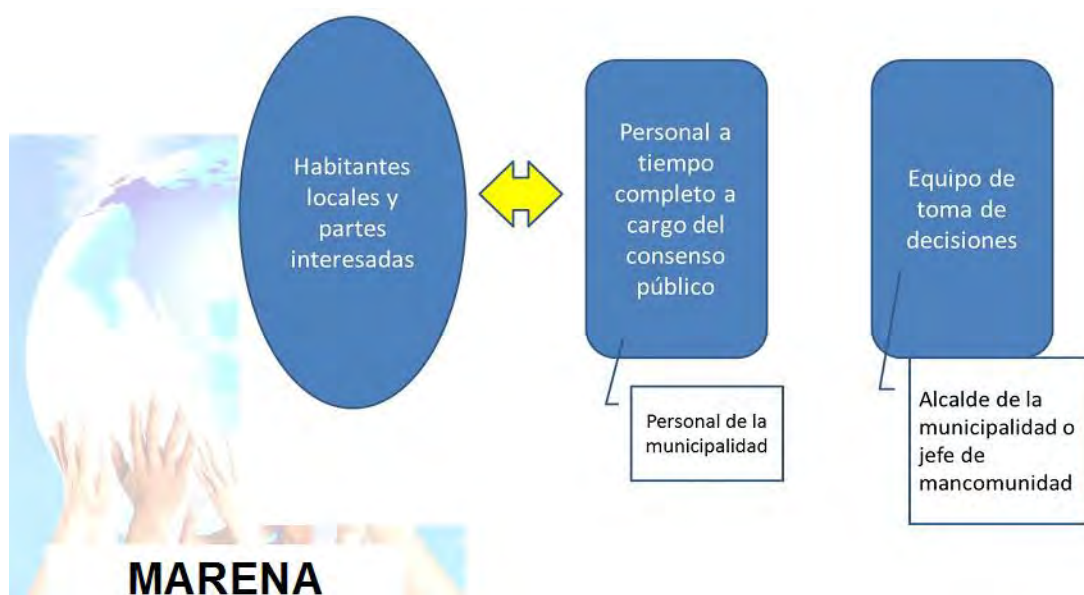 Habitantes
locales y
partes
interesadas
Personal a
tiempo
completo a
cargo del
consenso
público
Equipo de
toma de
decisiones
Personal de la
municipalidad
Alcalde de la
municipalidad o
jefe de
mancomunidad
MARENA